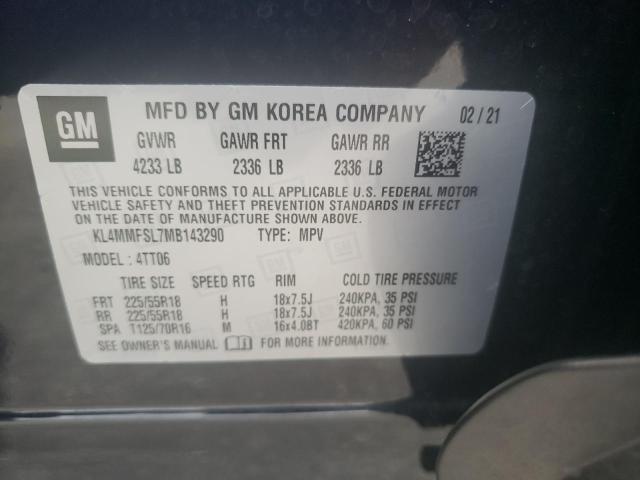 GM
MFD BY GM KOREA COMPANY 02/21
GVWR GAWR FRT GAWR RR
4233 LB 2336 LB 2336 LB
THIS VEHICLE CONFORMS TO ALL APPLICABLE U.S. FEDERAL MOTOR
VEHICLE SAFETY AND THEFT PREVENTION STANDARDS IN EFFECT
ON THE DATE OF MANUFACTURE SHOWN ABOVE.
KL4MMFSL7MB143290 TYPE: MPV
MODEL: 4TT06
TIRE SIZE SPEED RTG RIM COLD TIRE PRESSURE
FRT 225/55R18 H 18x7.5J 240KPA, 35 PSI
RR 225/55R18 H 18x7.5J 240KPA, 35 PSI
SPA T125/70R16 M 16x4.0BT 420KPA, 60 PSI
SEE OWNER'S MANUAL FOR MORE INFORMATION.